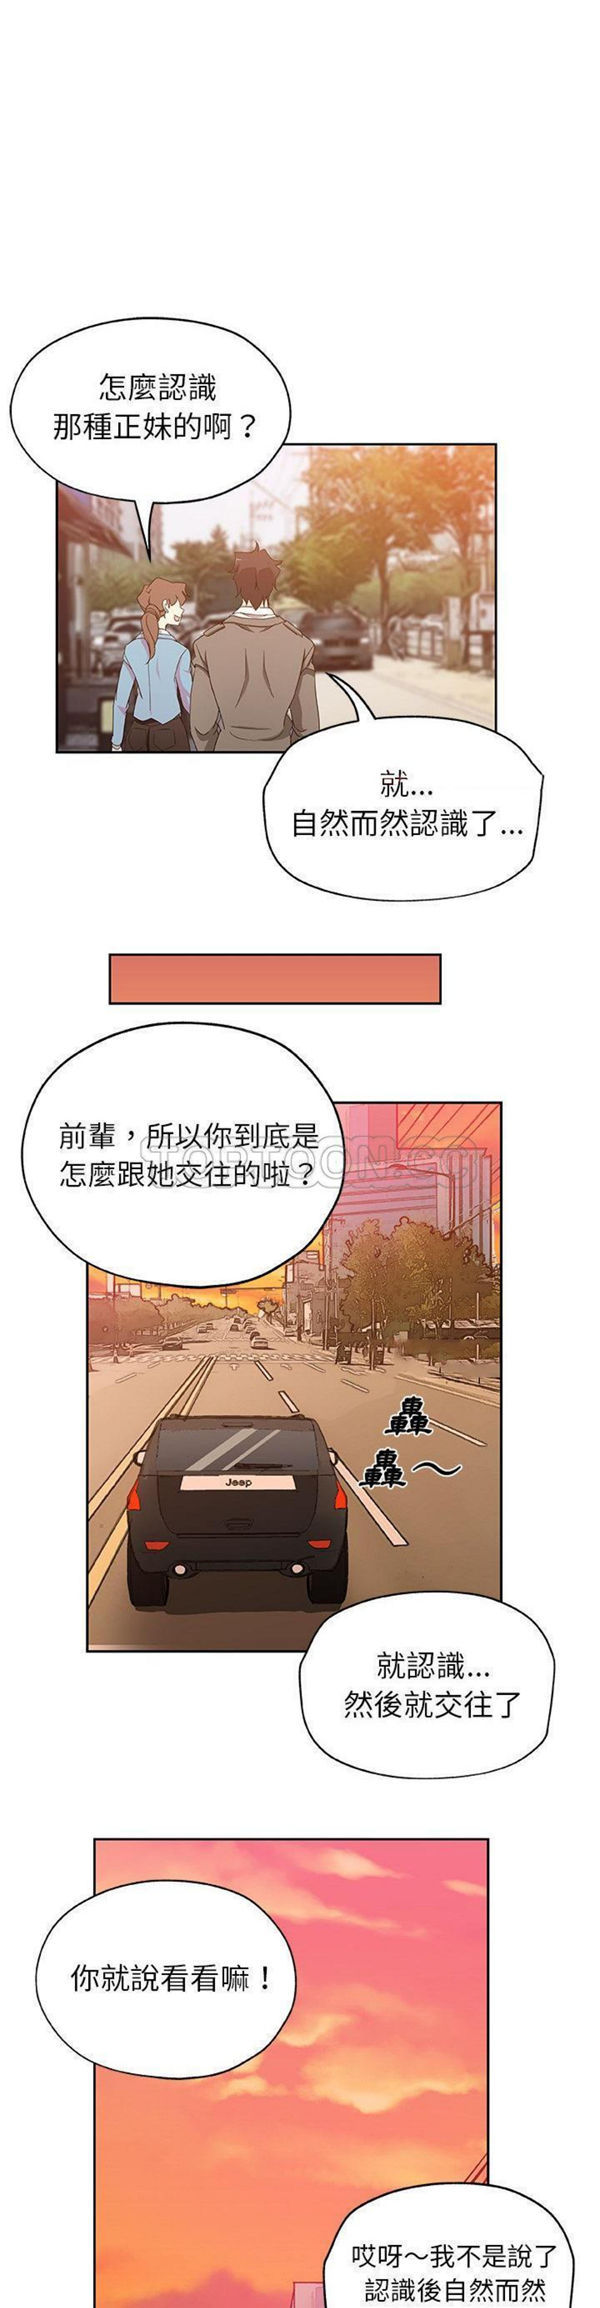 怎麼認識
那種正妹的啊？
就...
自然而然認識了...
前輩，所以你到底是
怎麼跟她交往的啦？
TOPTOON.CO
Jeep
轟
轟～
就認識...
然後就交往了
你就說看看嘛！
哎呀～我不是說了
認識後自然而然